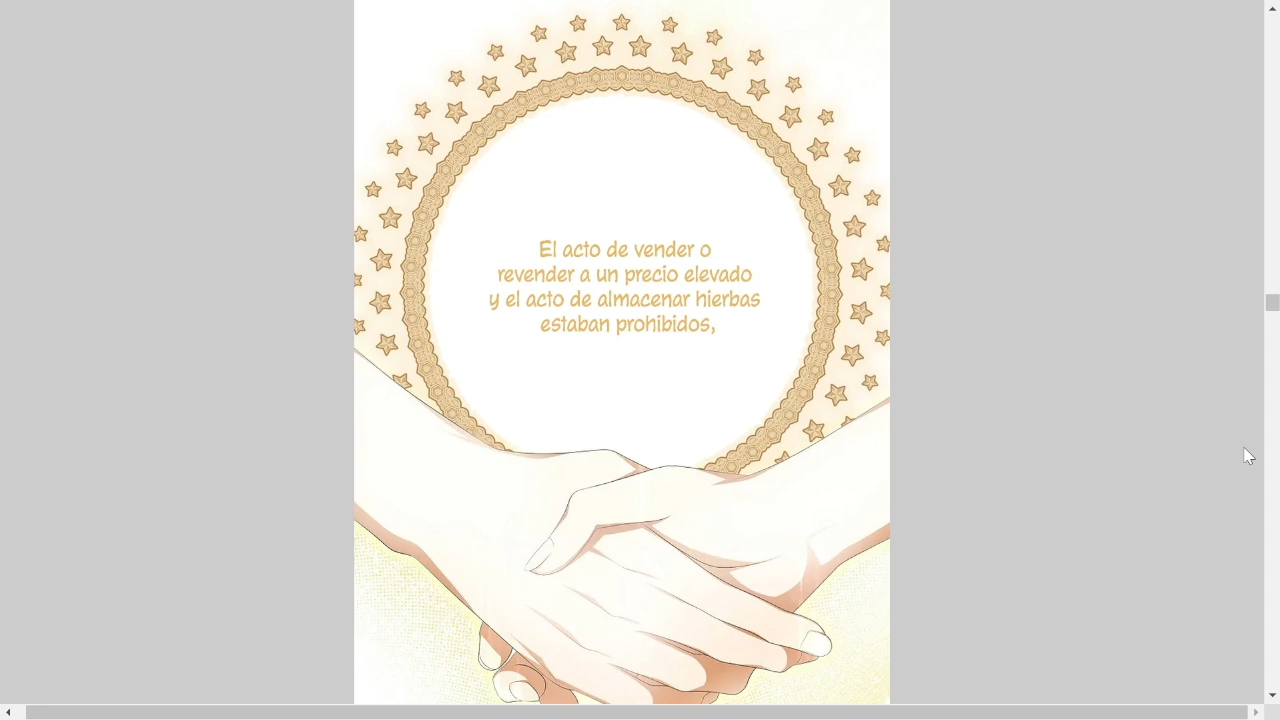 El acto de vender o
revender a un precio elevado
y el acto de almacenar hierbas
estaban prohibidos,